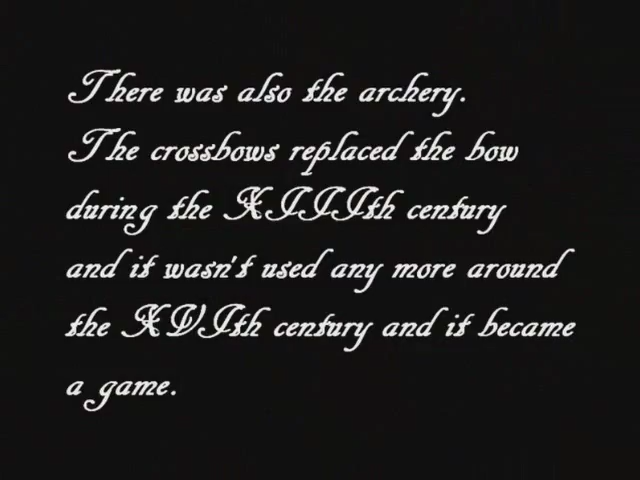 There was also the archery.
The crossbows replaced the bow
during the XIIIth century
and it wasn't used any more around
the XVIth century and it became
a game.